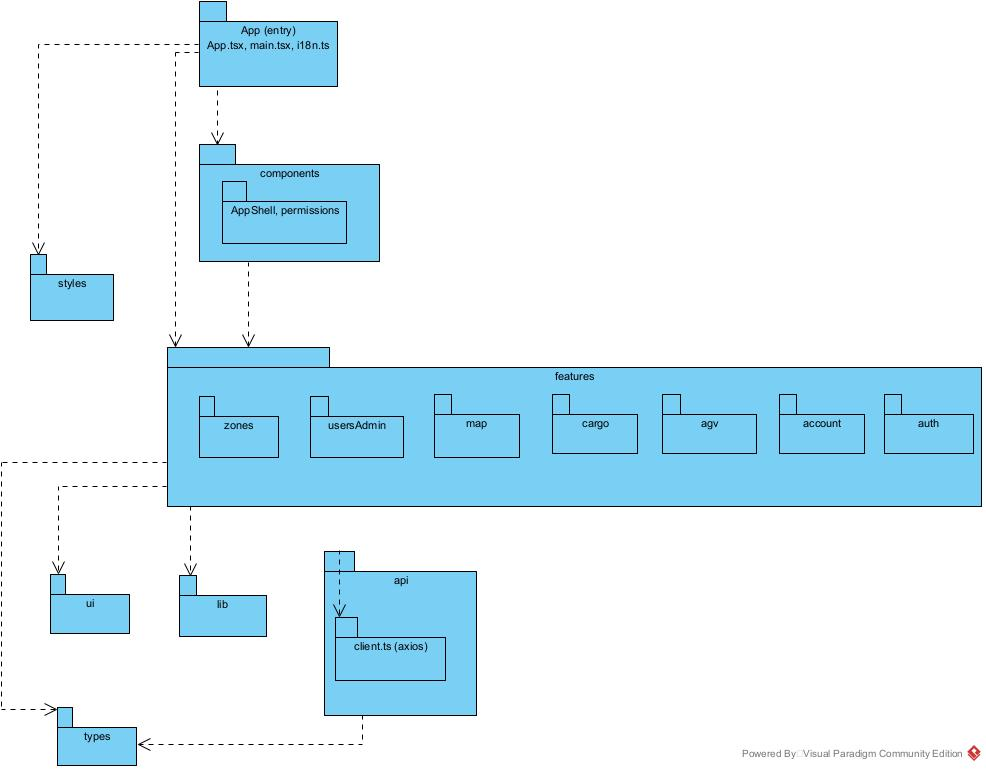 App (entry)
App.tsx, main.tsx, i18n.ts
components
AppShell, permissions
styles
features
zones
usersAdmin
map
cargo
agv
account
auth
ui
lib
api
client.ts (axios)
types
Powered By Visual Paradigm Community Edition